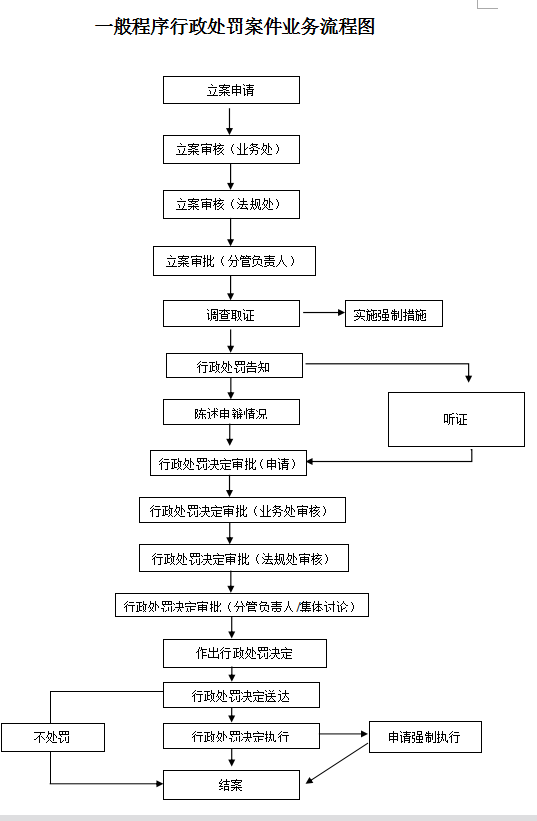 一般程序行政处罚案件业务流程图
立案申请
立案审核（业务处）
立案审核（法规处）
立案审批（分管负责人）
调查取证
实施强制措施
行政处罚告知
陈述申辩情况
听证
行政处罚决定审批（申请）
行政处罚决定审批（业务处审核）
行政处罚决定审批（法规处审核）
行政处罚决定审批（分管负责人/集体讨论）
作出行政处罚决定
行政处罚决定送达
不处罚
行政处罚决定执行
申请强制执行
结案